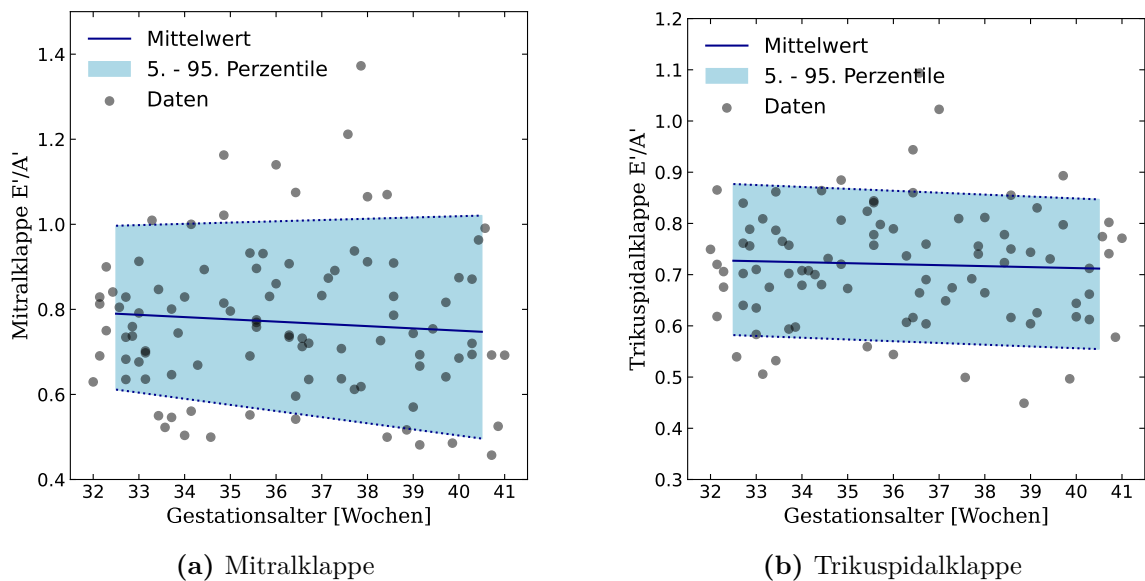 Mittelwert
5. - 95. Perzentile
Daten
1.4
1.2
1.0
0.8
0.6
0.4
Mitralklappe E'/A'
32 33 34 35 36 37 38 39 40 41
Gestationsalter [Wochen]
(a) Mitralklappe
Mittelwert
5. - 95. Perzentile
Daten
1.2
1.1
1.0
0.9
0.8
0.7
0.6
0.5
0.4
0.3
Trikuspidalklappe E'/A'
32 33 34 35 36 37 38 39 40 41
Gestationsalter [Wochen]
(b) Trikuspidalklappe